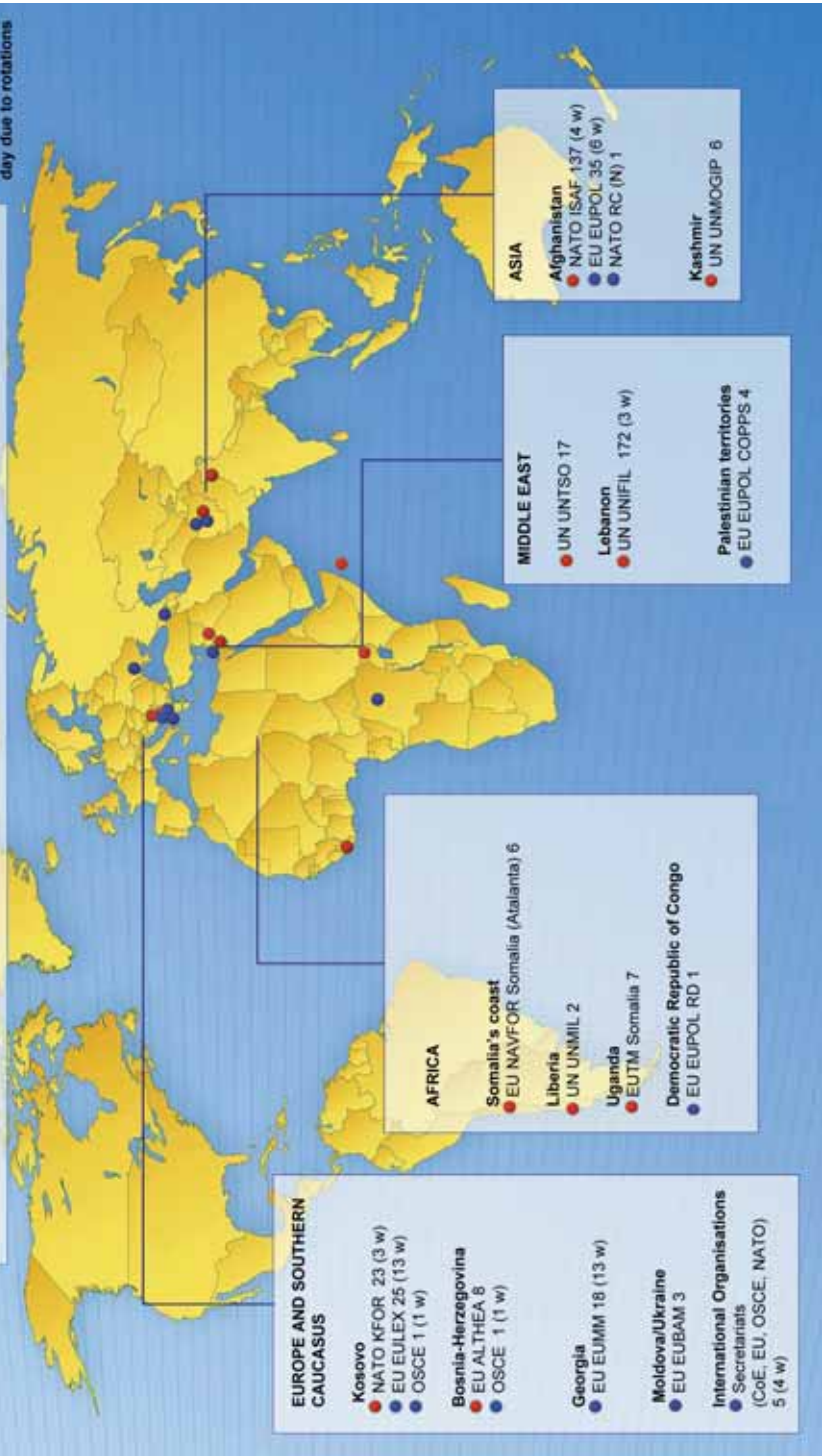 day due to rotations
EUROPE AND SOUTHERN
CAUCASUS
Kosovo
NATO KFOR 23 (3 w)
EU EULEX 25 (13 w)
OSCE 1 (1 w)
Bosnia-Herzegovina
EU ALTHEA 8
OSCE 1 (1 w)
Georgia
EU EUMM 18 (13 w)
Moldova/Ukraine
EU EUBAM 3
International Organisations
Secretariats
(CoE, EU, OSCE, NATO)
5 (4 w)
AFRICA
Somalia's coast
EU NAVFOR Somalia (Atalanta) 6
Liberia
UN UNMIL 2
Uganda
EUTM Somalia 7
Democratic Republic of Congo
EU EUPOL RD 1
MIDDLE EAST
UN UNTSO 17
Lebanon
UN UNIFIL 172 (3 w)
Palestinian territories
EU EUPOL COPPS 4
ASIA
Afghanistan
NATO ISAF 137 (4 w)
EU EUPOL 35 (6 w)
NATO RC (N) 1
Kashmir
UN UNMOGIP 6